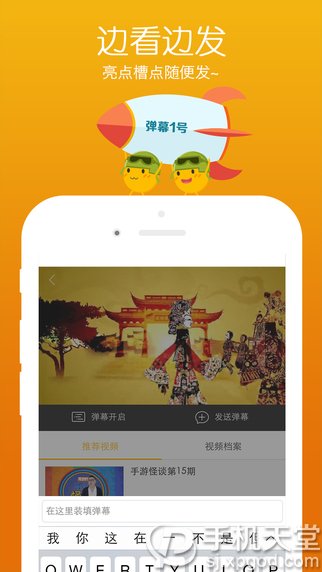 边看边发
亮点槽点随便发~
弹幕1号
弹幕开启
发送弹幕
推荐视频
视频档案
手游怪谈第15期
在这里装填弹幕
我 你 这 在 一 不 是 但
Q W E R T Y U I O P
手机天堂
sj.xpgod.com